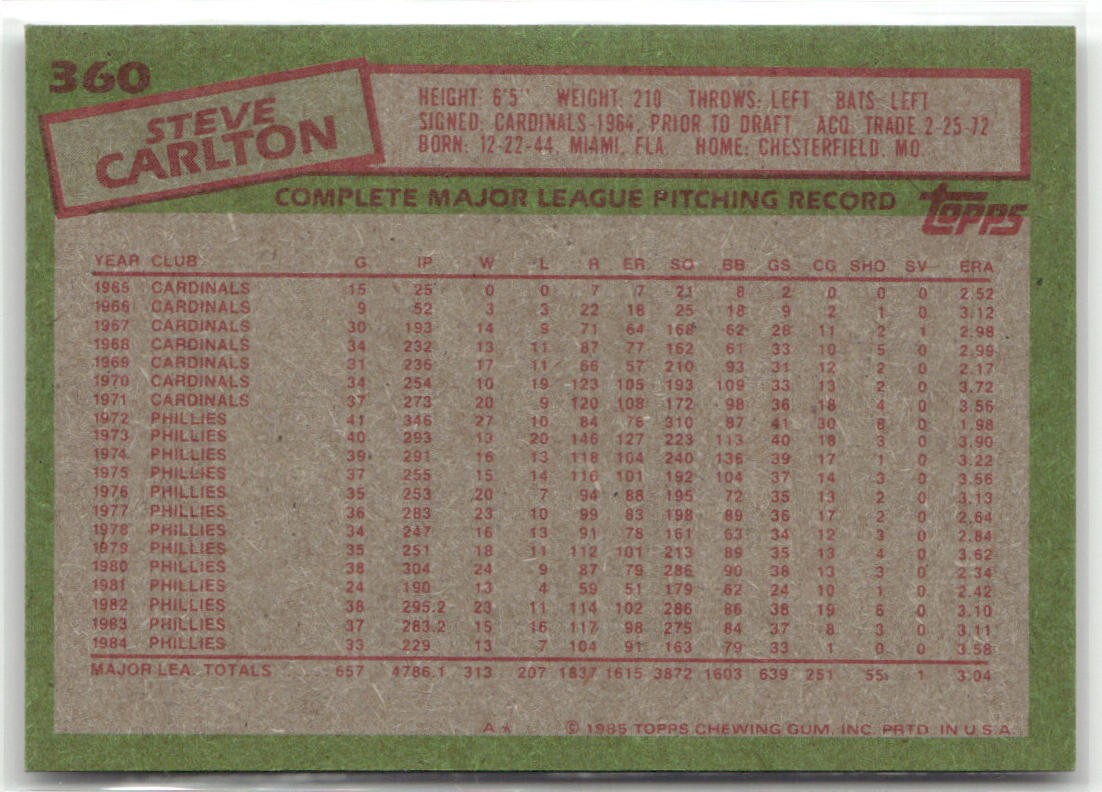 360
STEVE
CARLTON
HEIGHT: 6'5" WEIGHT: 210 THROWS: LEFT BATS: LEFT
SIGNED: CARDINALS-1964, PRIOR TO DRAFT ACQ: TRADE 2-25-72
BORN: 12-22-44, MIAMI, FLA. HOME: CHESTERFIELD, MO.
COMPLETE MAJOR LEAGUE PITCHING RECORD
TOPPS
YEAR CLUB G IP W L R ER SO BB GS CG SHO SV ERA
1965 CARDINALS 15 25 0 0 7 7 21 8 2 0 0 0 2.52
1966 CARDINALS 9 52 3 3 22 18 25 18 9 2 1 0 3.12
1967 CARDINALS 30 193 14 9 71 64 168 62 28 11 2 1 2.98
1968 CARDINALS 34 232 13 11 87 77 162 61 33 10 5 0 2.99
1969 CARDINALS 31 236 17 11 66 57 210 93 31 12 2 0 2.17
1970 CARDINALS 34 254 10 19 123 105 193 109 33 13 2 0 3.72
1971 CARDINALS 37 273 20 9 120 108 172 98 36 18 4 0 3.56
1972 PHILLIES 41 346 27 10 84 76 310 87 41 30 8 0 1.98
1973 PHILLIES 40 293 13 20 146 127 223 113 40 18 3 0 3.90
1974 PHILLIES 39 291 16 13 118 104 240 136 39 17 1 0 3.22
1975 PHILLIES 37 255 15 14 116 101 192 104 37 14 3 0 3.56
1976 PHILLIES 35 253 20 7 94 88 195 72 35 13 2 0 3.13
1977 PHILLIES 36 283 23 10 99 83 198 89 36 17 2 0 2.64
1978 PHILLIES 34 247 16 13 91 78 161 63 34 12 3 0 2.84
1979 PHILLIES 35 251 18 11 112 101 213 89 35 13 4 0 3.62
1980 PHILLIES 38 304 24 9 87 79 286 90 38 13 3 0 2.34
1981 PHILLIES 24 190 13 4 59 51 179 62 24 10 1 0 2.42
1982 PHILLIES 38 295.2 23 11 114 102 286 86 38 19 6 0 3.10
1983 PHILLIES 37 283.2 15 16 117 98 275 84 37 8 3 0 3.11
1984 PHILLIES 33 229 13 7 104 91 163 79 33 1 0 0 3.58
MAJOR LEA. TOTALS 657 4786.1 313 207 1837 1615 3872 1603 639 251 55 1 3.04
A* © 1985 TOPPS CHEWING GUM, INC. PRTD. IN U.S.A.